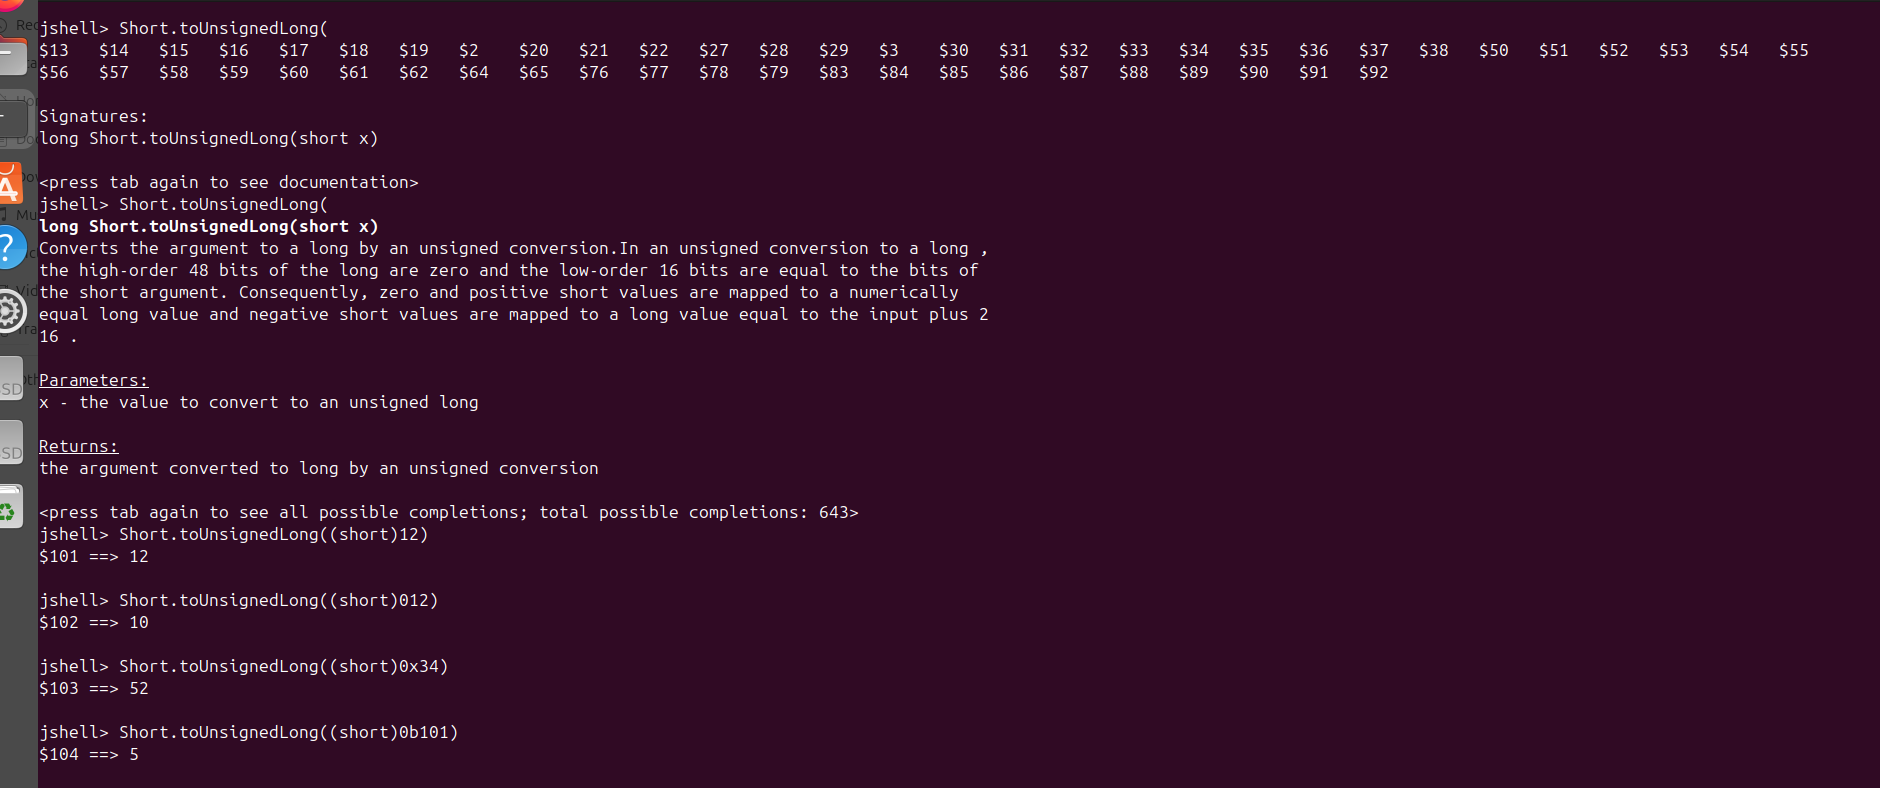 jshell> Short.toUnsignedLong(
$13 $14 $15 $16 $17 $18 $19 $2 $20 $21 $22 $27 $28 $29 $3 $30 $31 $32 $33 $34 $35 $36 $37 $38 $50 $51 $52 $53 $54 $55
$56 $57 $58 $59 $60 $61 $62 $64 $65 $76 $77 $78 $79 $83 $84 $85 $86 $87 $88 $89 $90 $91 $92
Signatures:
long Short.toUnsignedLong(short x)
<press tab again to see documentation>
jshell> Short.toUnsignedLong(
long Short.toUnsignedLong(short x)
Converts the argument to a long by an unsigned conversion.In an unsigned conversion to a long ,
the high-order 48 bits of the long are zero and the low-order 16 bits are equal to the bits of
the short argument. Consequently, zero and positive short values are mapped to a numerically
equal long value and negative short values are mapped to a long value equal to the input plus 2
16 .
Parameters:
x - the value to convert to an unsigned long
Returns:
the argument converted to long by an unsigned conversion
<press tab again to see all possible completions; total possible completions: 643>
jshell> Short.toUnsignedLong((short)12)
$101 ==> 12
jshell> Short.toUnsignedLong((short)012)
$102 ==> 10
jshell> Short.toUnsignedLong((short)0x34)
$103 ==> 52
jshell> Short.toUnsignedLong((short)0b101)
$104 ==> 5